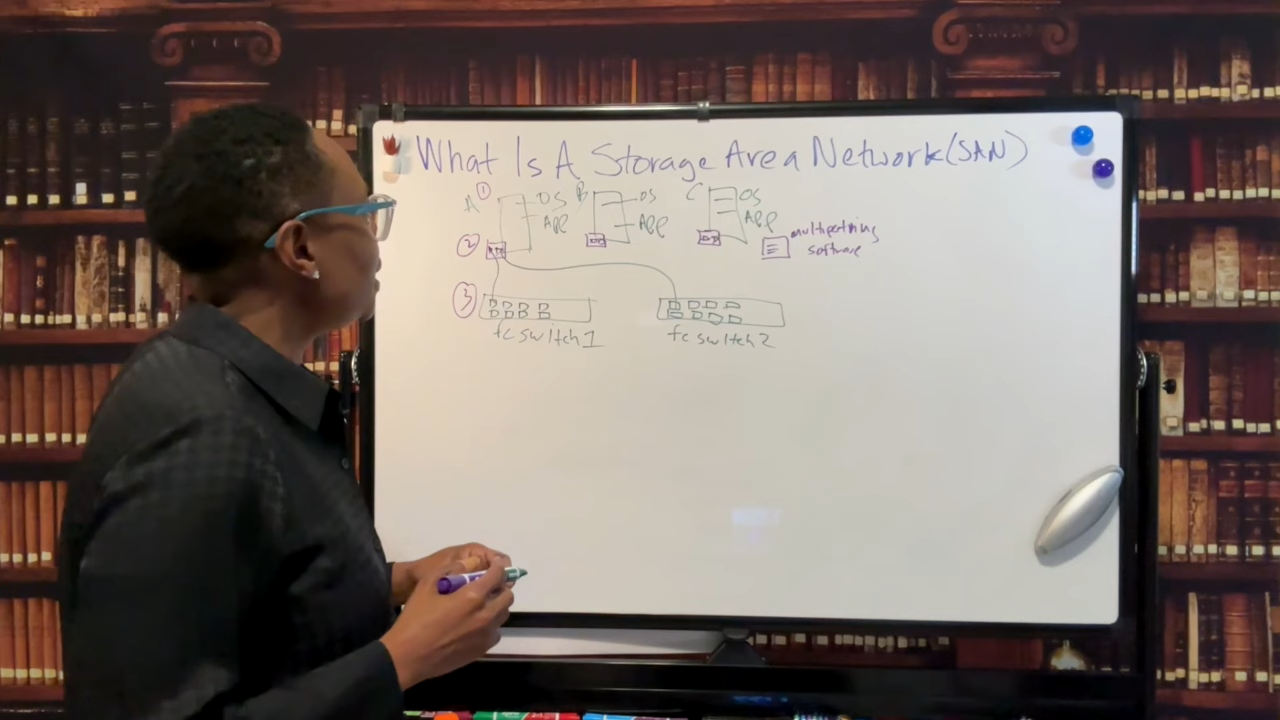 What Is A Storage Area Network (SAN)
A 1 OS B OS C OS
App App App
2 multipathing
software
3
fc switch 1 fc switch 2